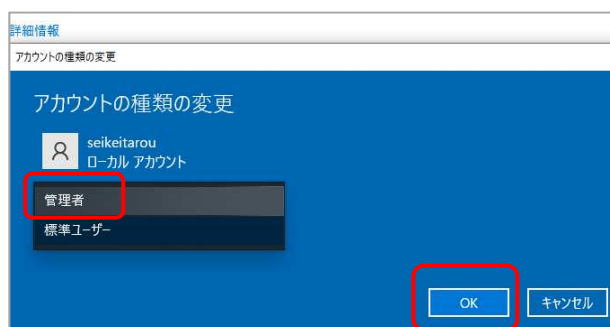 詳細情報
アカウントの種類の変更
アカウントの種類の変更
seikeitarou
ローカル アカウント
管理者
標準ユーザー
OK
キャンセル